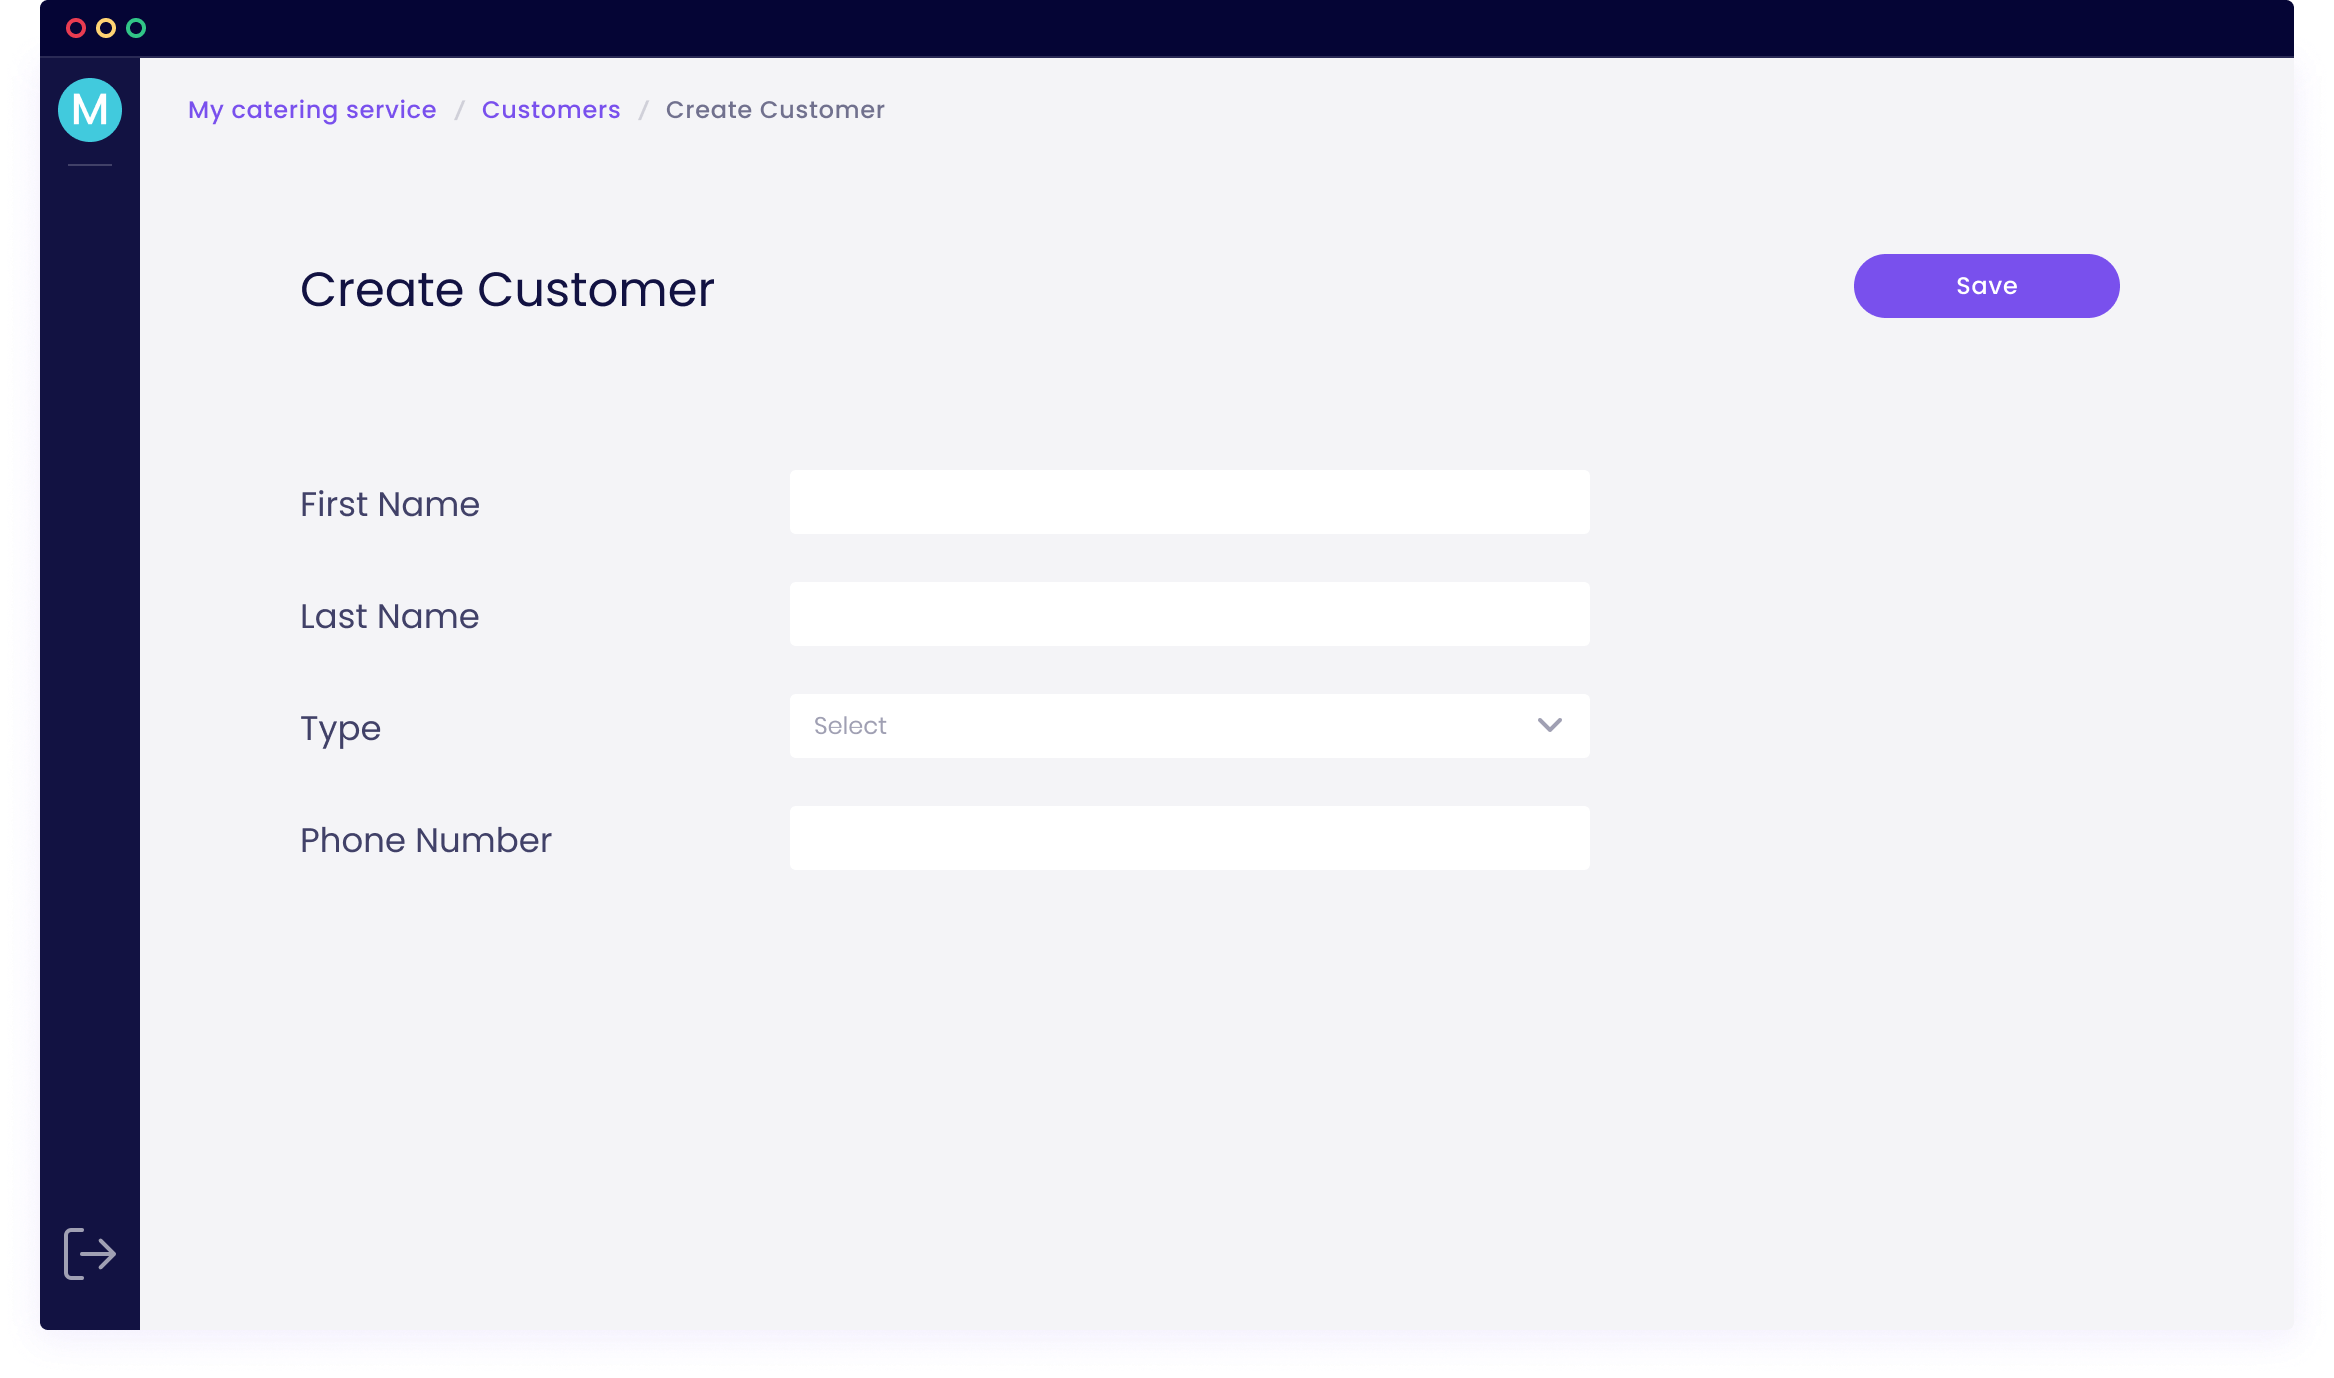 M
My catering service / Customers / Create Customer
Create Customer
Save
First Name
Last Name
Type
Select
Phone Number